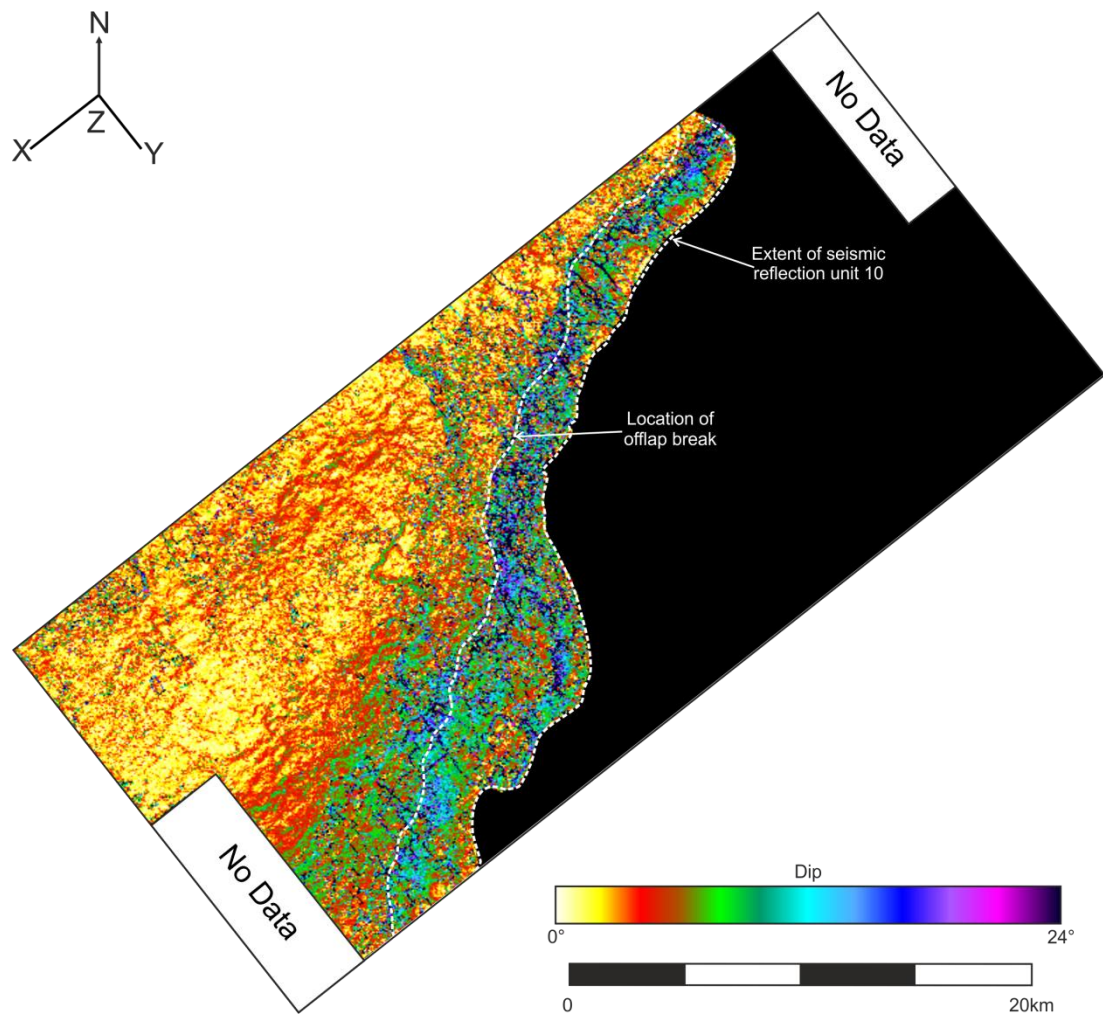 N
X
Z
Y
No Data
Extent of seismic
reflection unit 10
Location of
offlap break
No Data
Dip
0°
24°
0
20km